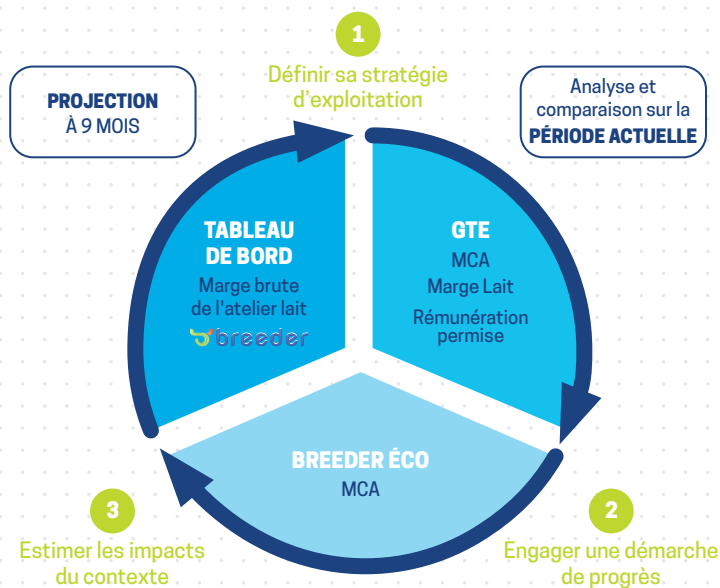 1
Définir sa stratégie
d'exploitation
PROJECTION
À 9 MOIS
Analyse et
comparaison sur la
PÉRIODE ACTUELLE
TABLEAU
DE BORD
Marge brute
de l'atelier lait
breeder
GTE
MCA
Marge Lait
Rémunération
permise
BREEDER ÉCO
MCA
3
Estimer les impacts
du contexte
2
Engager une démarche
de progrès